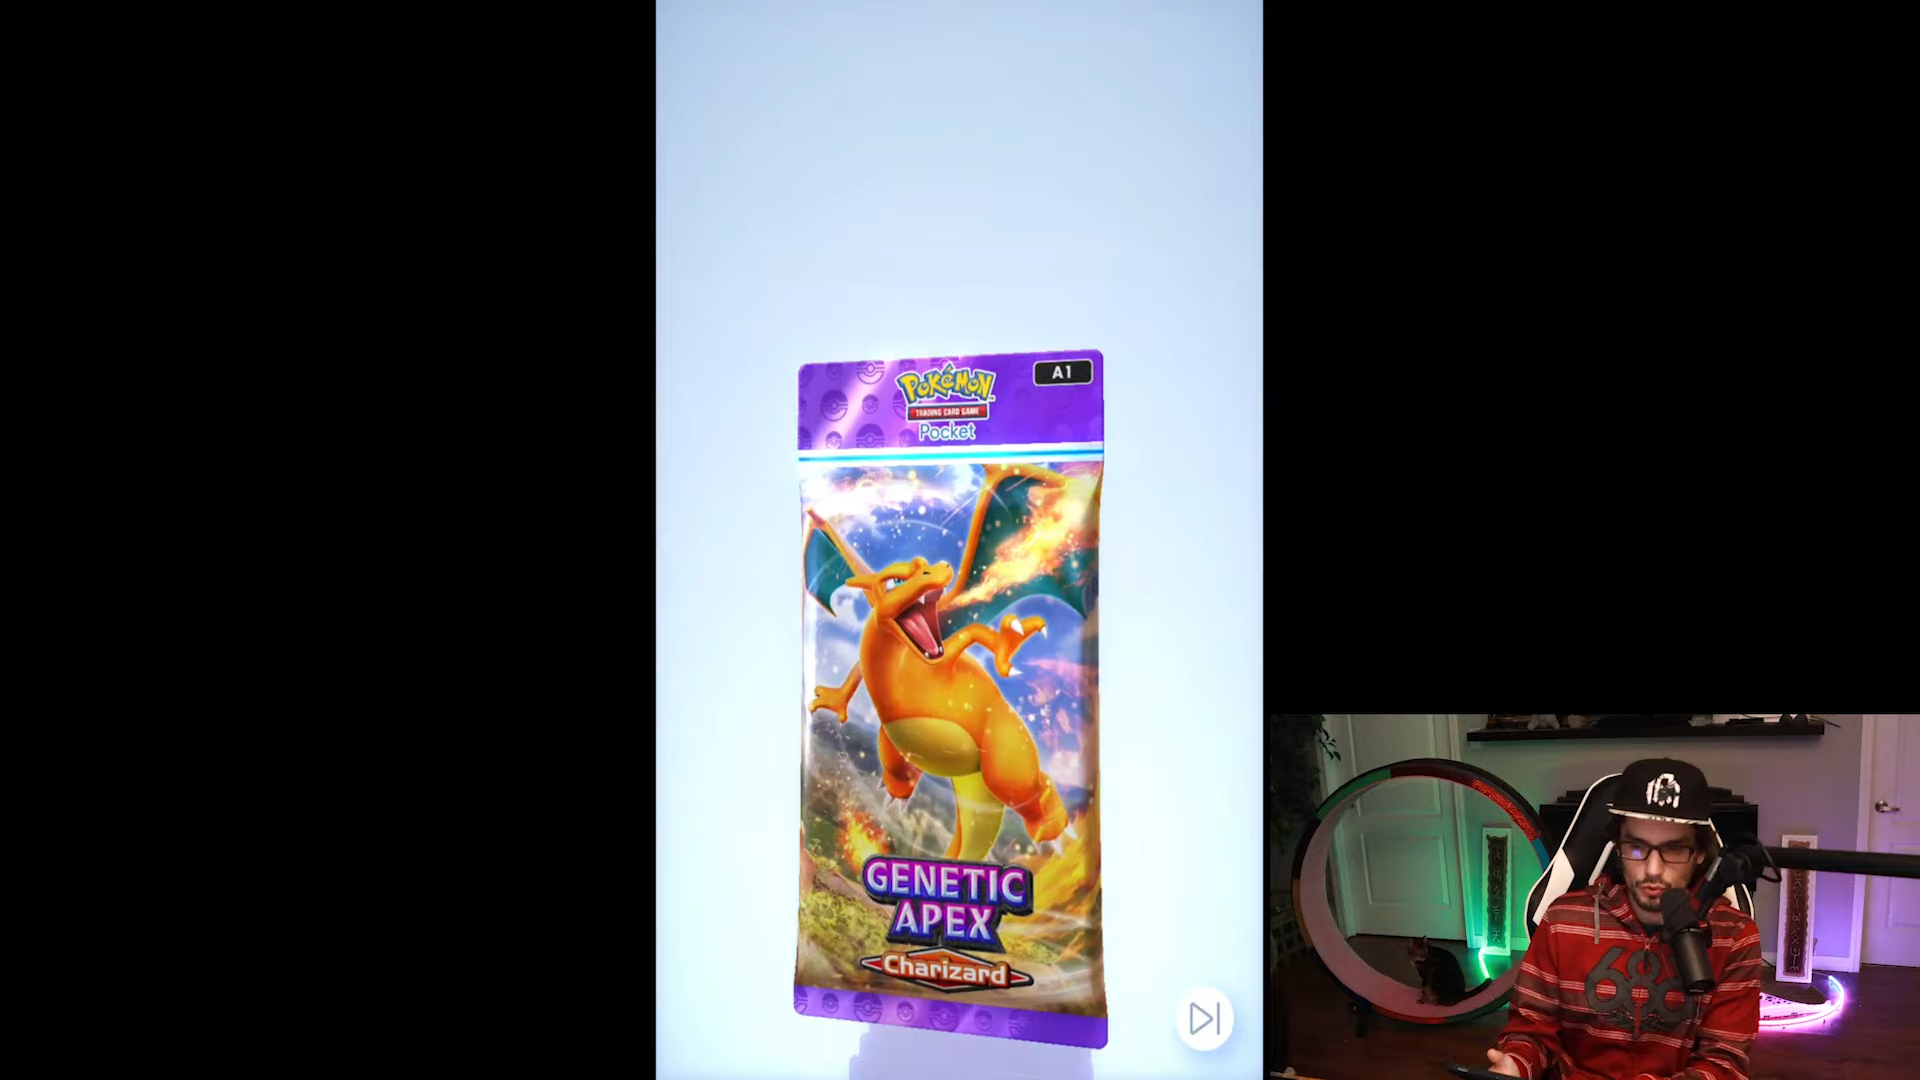 POKéMON
TRADING CARD GAME
Pocket
A1
GENETIC
APEX
Charizard